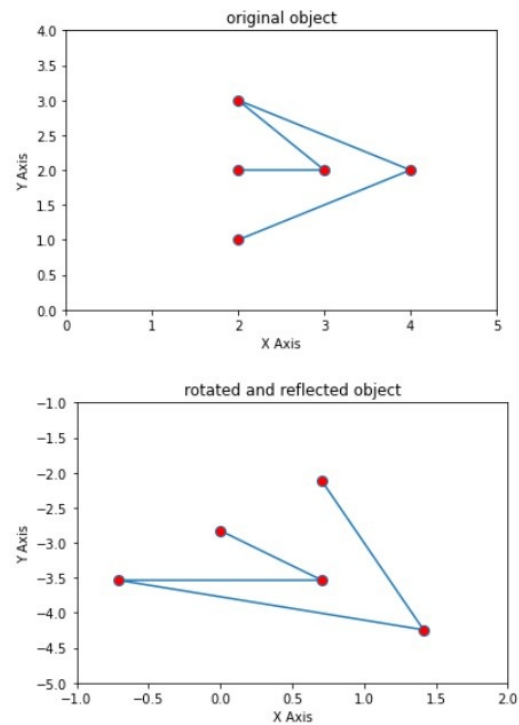 original object
4.0
3.5
3.0
2.5
2.0
1.5
1.0
0.5
0.0
Y Axis
0 1 2 3 4 5
X Axis
rotated and reflected object
−1.0
−1.5
−2.0
−2.5
−3.0
−3.5
−4.0
−4.5
−5.0
Y Axis
−1.0 −0.5 0.0 0.5 1.0 1.5 2.0
X Axis